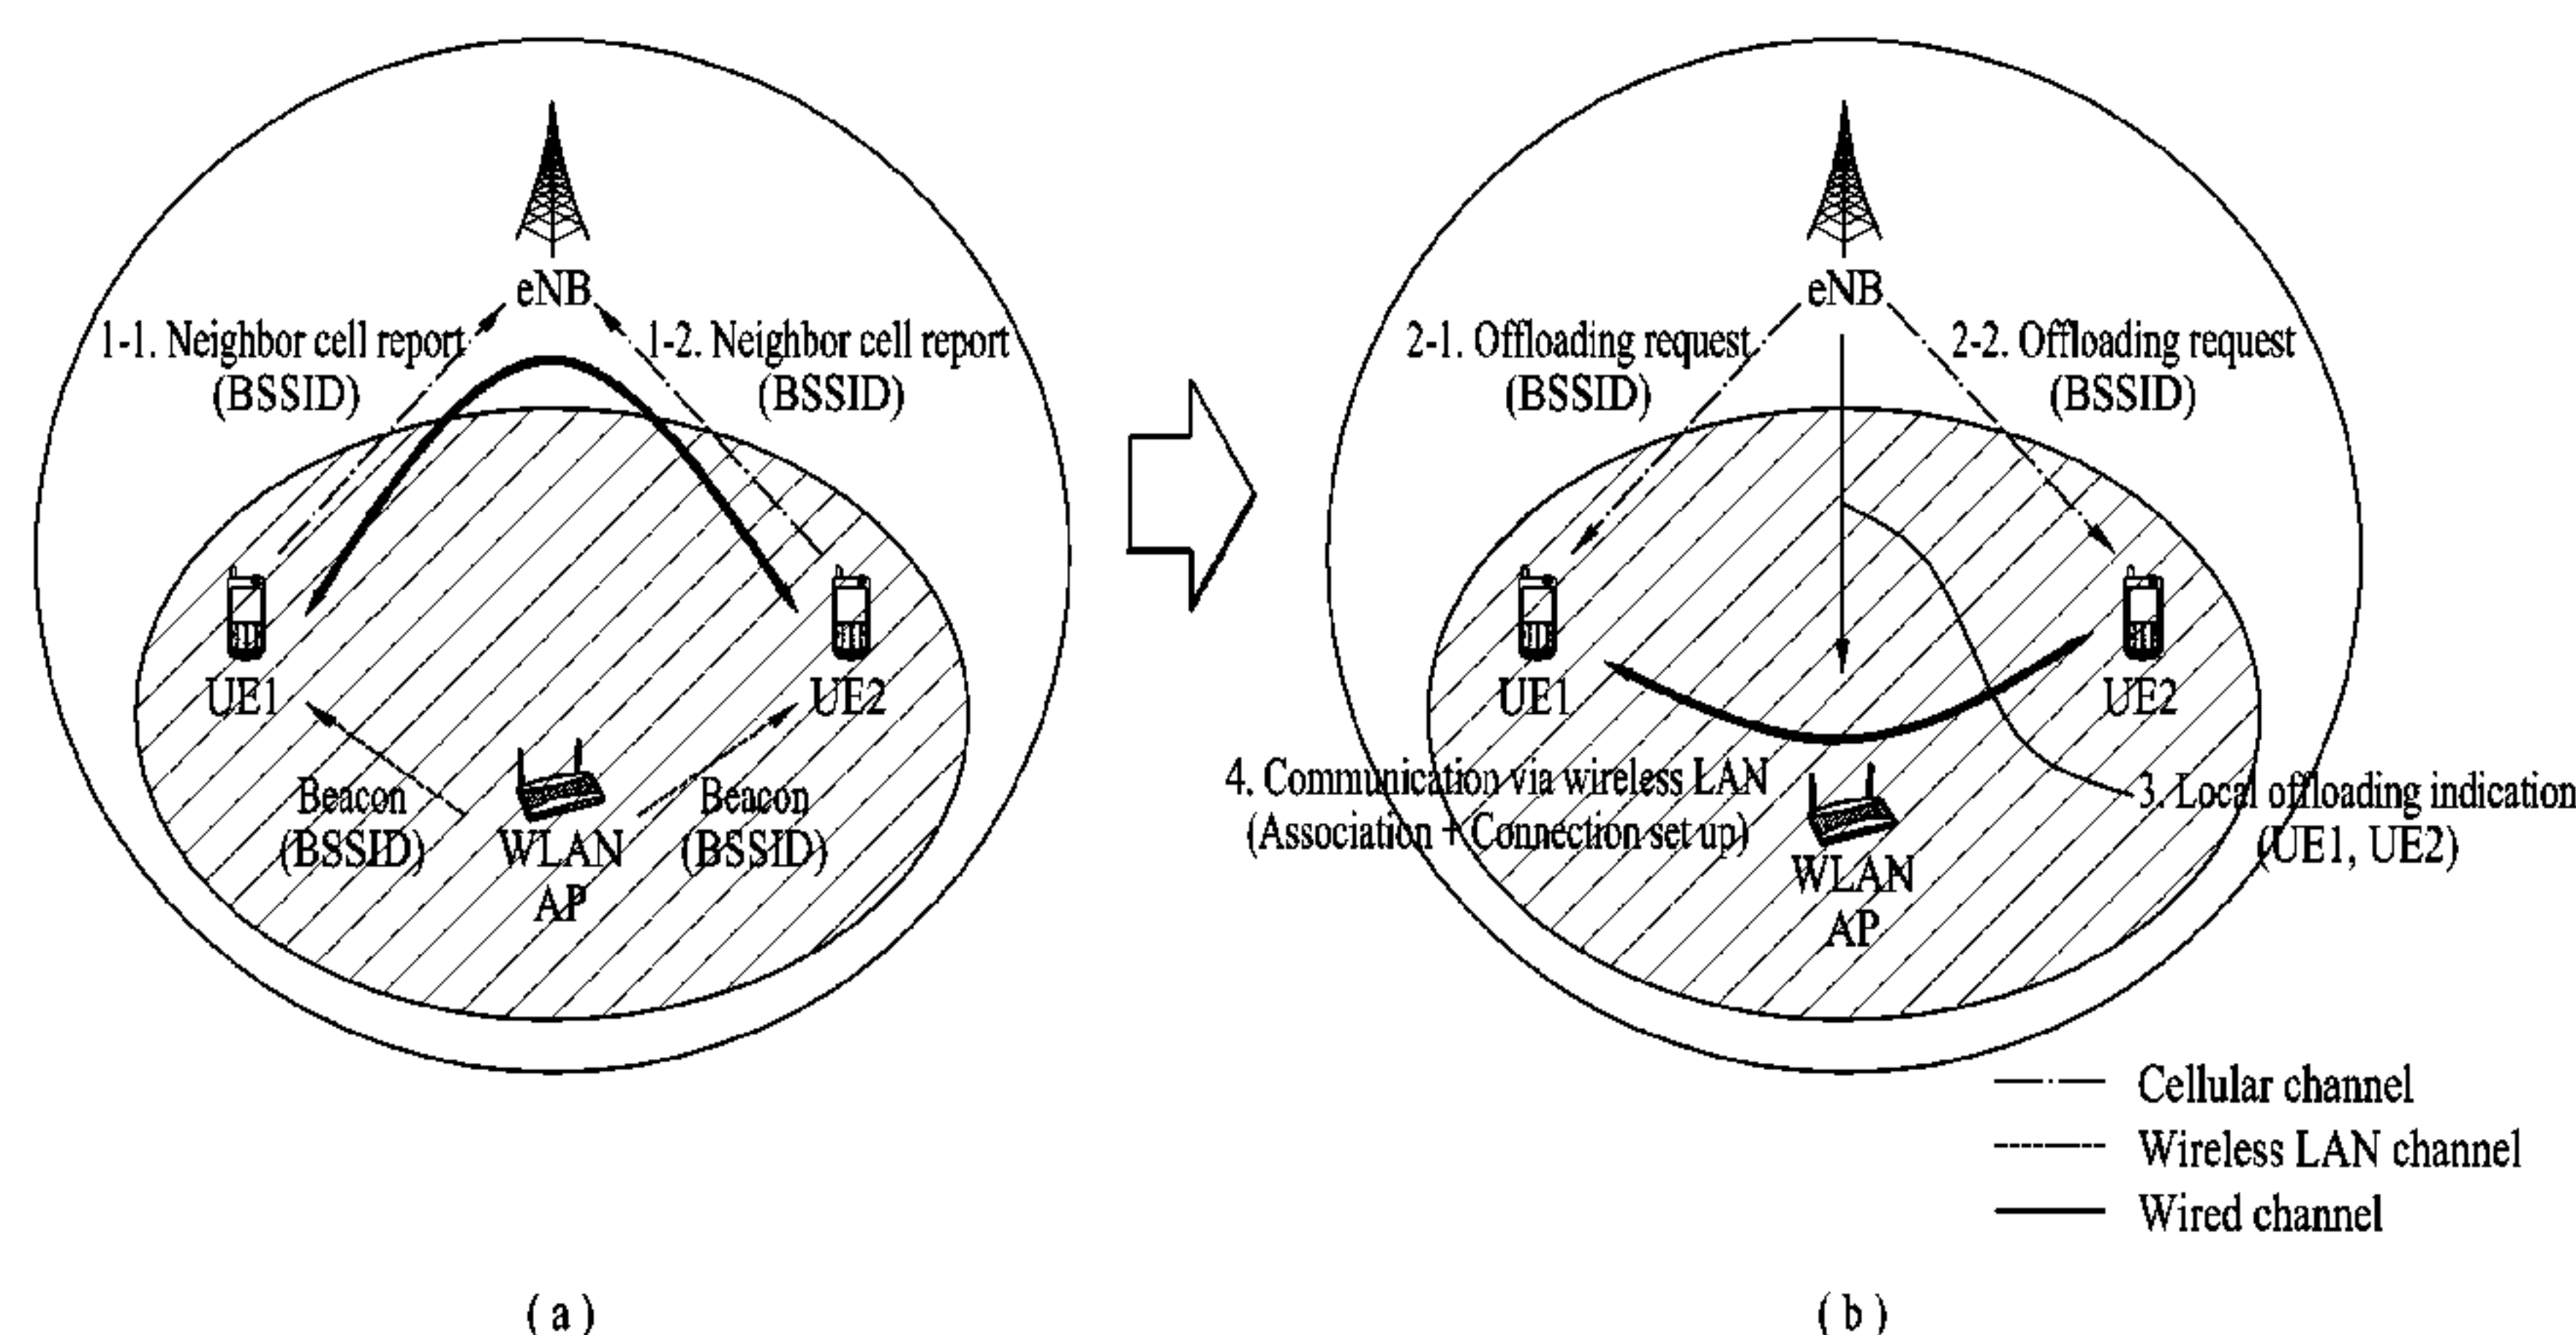 eNB
1-1. Neighbor cell report
(BSSID)
1-2. Neighbor cell report
(BSSID)
UE1
UE2
Beacon
(BSSID)
WLAN
AP
Beacon
(BSSID)
( a )
eNB
2-1. Offloading request
(BSSID)
2-2. Offloading request
(BSSID)
UE1
UE2
4. Communication via wireless LAN
(Association + Connection set up)
WLAN
AP
3. Local offloading indication
(UE1, UE2)
Cellular channel
Wireless LAN channel
Wired channel
( b )